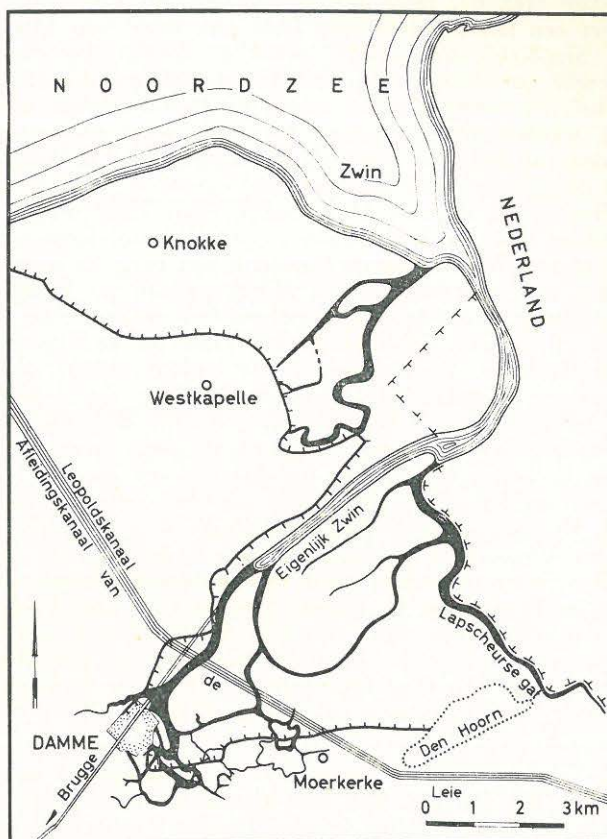 NOORDZEE
Zwin
NEDERLAND
Knokke
Westkapelle
Leopoldskanaal
Afleidingskanaal van
de
Leie
Eigenlijk Zwin
Lapscheurse gat
Den Hoorn
DAMME
Brugge
Moerkerke
0 1 2 3 km